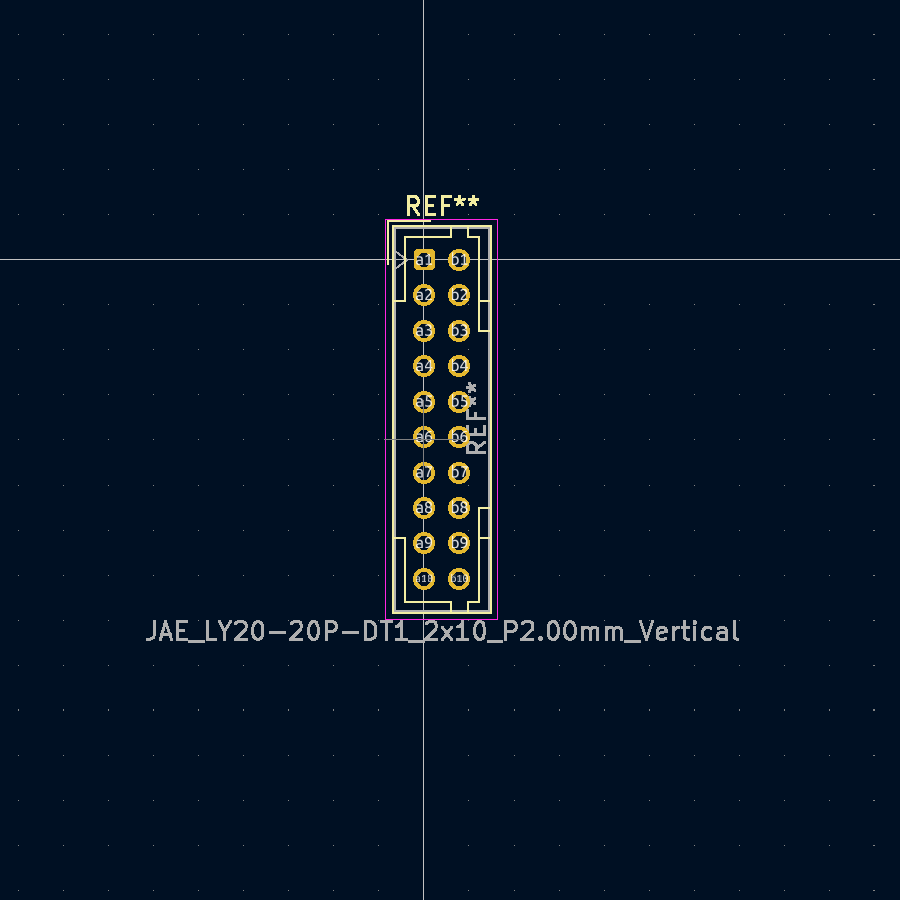 REF**
a1 b1
a2 b2
a3 b3
a4 b4
a5 b5
a6 b6
a7 b7
a8 b8
a9 b9
a10 b10
REF**
JAE_LY20-20P-DT1_2x10_P2.00mm_Vertical